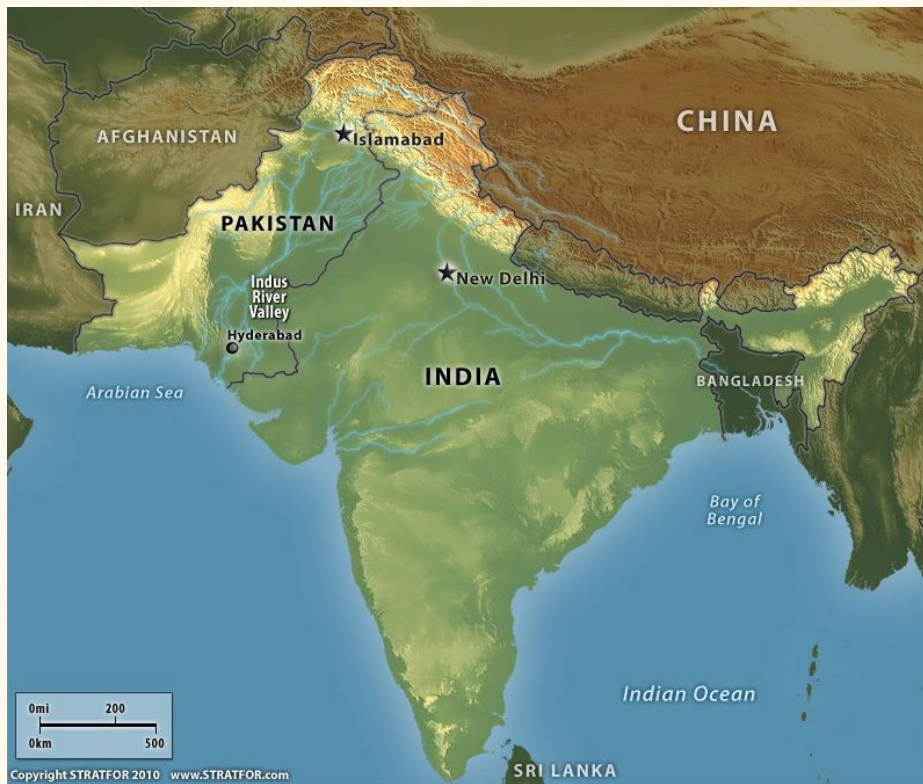 CHINA
Islamabad
AFGHANISTAN
IRAN
PAKISTAN
New Delhi
Indus
River
Valley
Hyderabad
INDIA
BANGLADESH
Arabian Sea
Bay of
Bengal
Indian Ocean
0mi 200
0km 500
SRI LANKA
Copyright STRATFOR 2010 www.STRATFOR.com